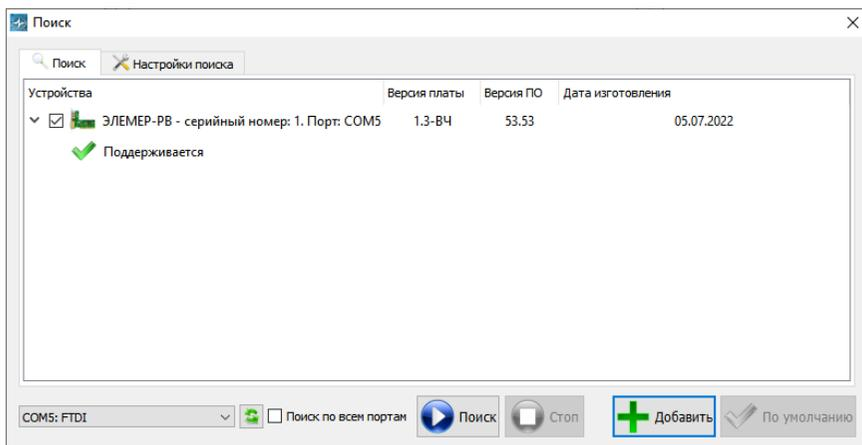 Поиск
Поиск Настройки поиска
Устройства Версия платы Версия ПО Дата изготовления
ЭЛЕМЕР-РВ - серийный номер: 1. Порт: COM5 1.3-ВЧ 53.53 05.07.2022
Поддерживается
COM5: FTDI Поиск по всем портам Поиск Стоп Добавить По умолчанию